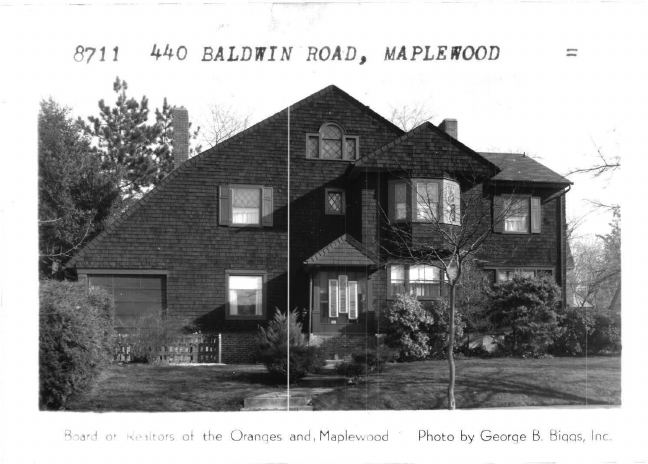 8711 440 BALDWIN ROAD, MAPLEWOOD =
Board of Realtors of the Oranges and, Maplewood Photo by George B. Biggs, Inc.